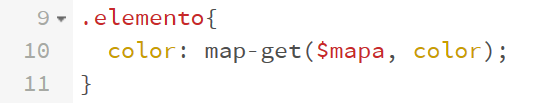 9 .elemento{
10 color: map-get($mapa, color);
11 }